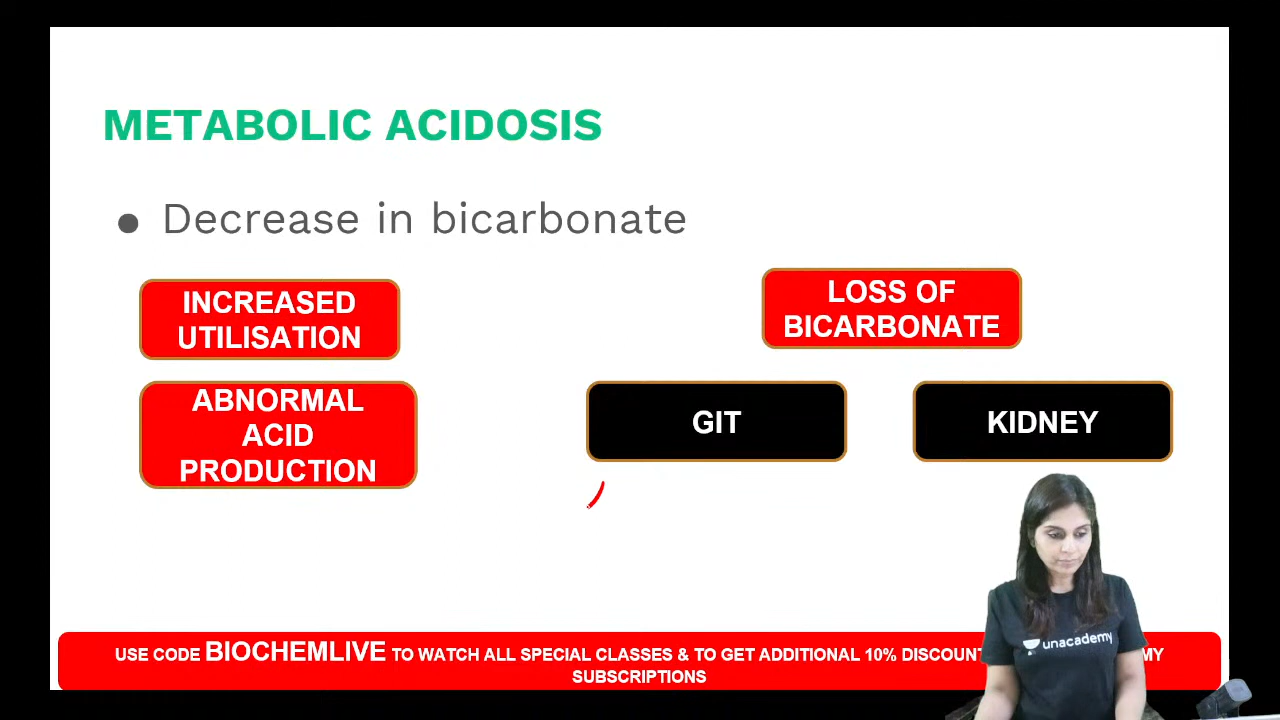 METABOLIC ACIDOSIS
● Decrease in bicarbonate
INCREASED
UTILISATION
LOSS OF
BICARBONATE
ABNORMAL
ACID
PRODUCTION
GIT
KIDNEY
unacademy
USE CODE BIOCHEMLIVE TO WATCH ALL SPECIAL CLASSES & TO GET ADDITIONAL 10% DISCOUNT MY
SUBSCRIPTIONS